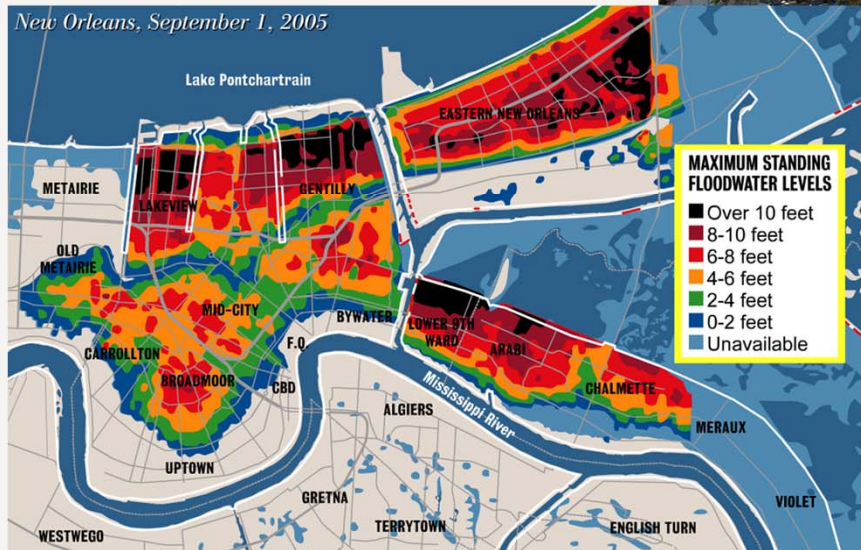 New Orleans, September 1, 2005
Lake Pontchartrain
EASTERN NEW ORLEANS
METAIRIE
LAKEVIEW
GENTILLY
OLD
METAIRIE
MID-CITY
BYWATER
LOWER 9TH
WARD
ARABI
F.Q.
CARROLLTON
BROADMOOR
CBD
CHALMETTE
Mississippi River
ALGIERS
MERAUX
UPTOWN
GRETNA
VIOLET
WESTWEGO
TERRYTOWN
ENGLISH TURN
MAXIMUM STANDING
FLOODWATER LEVELS
Over 10 feet
8-10 feet
6-8 feet
4-6 feet
2-4 feet
0-2 feet
Unavailable